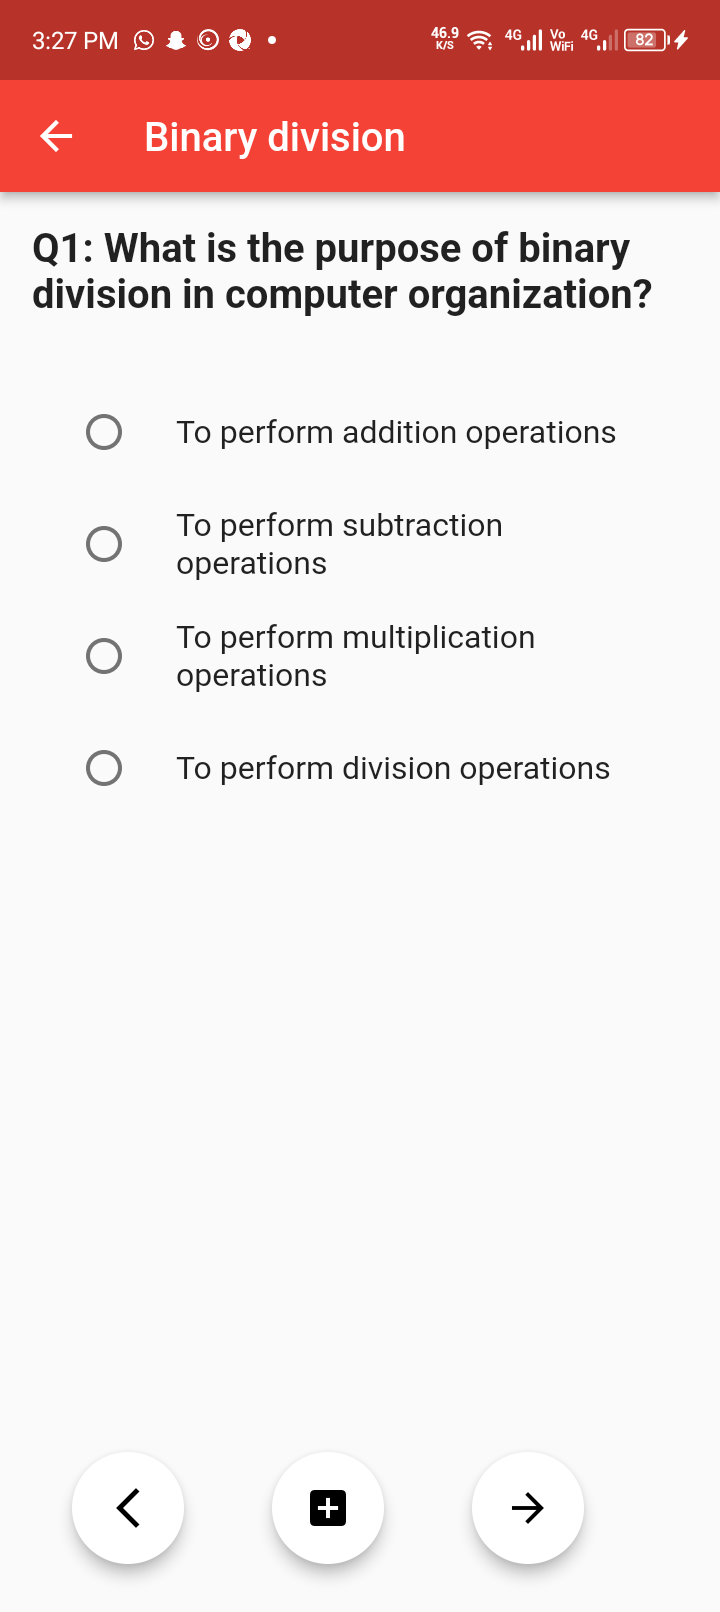 3:27 PM 46.9 K/S 4G Vo WiFi 4G 82
Binary division
Q1: What is the purpose of binary
division in computer organization?
To perform addition operations
To perform subtraction
operations
To perform multiplication
operations
To perform division operations